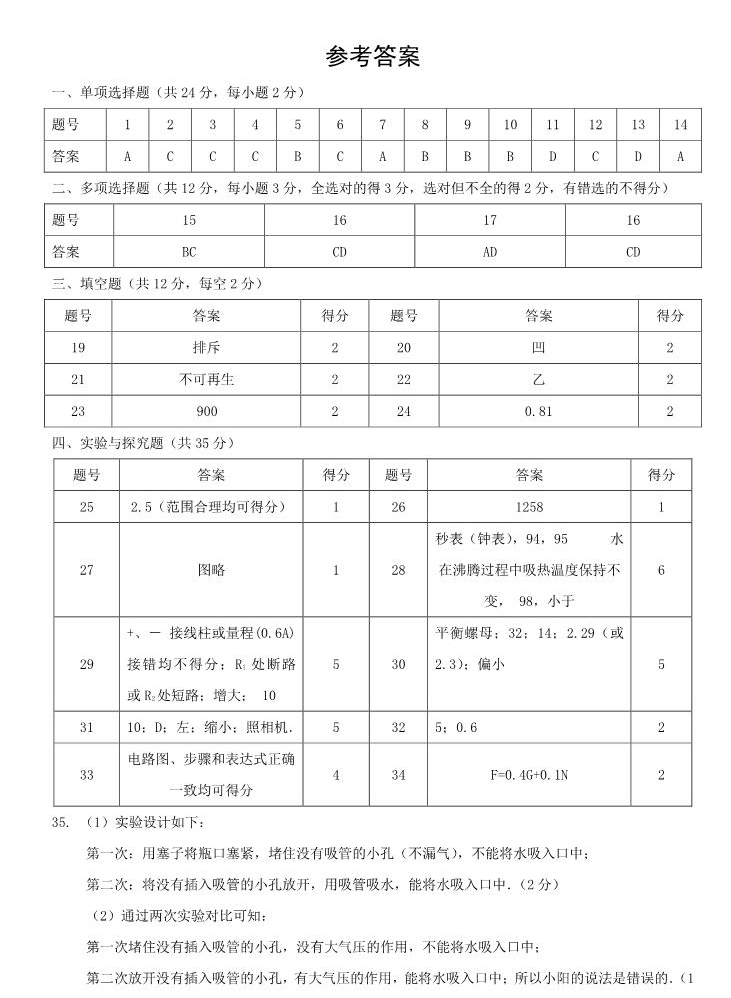 参考答案
一、单项选择题（共 24 分，每小题 2 分）
题号 1 2 3 4 5 6 7 8 9 10 11 12 13 14
答案 A C C C B C A B B B D C D A
二、多项选择题（共 12 分，每小题 3 分，全选对的得 3 分，选对但不全的得 2 分，有错选的不得分）
题号 15 16 17 16
答案 BC CD AD CD
三、填空题（共 12 分，每空 2 分）
题号 答案 得分 题号 答案 得分
19 排斥 2 20 凹 2
21 不可再生 2 22 乙 2
23 900 2 24 0.81 2
四、实验与探究题（共 35 分）
题号 答案 得分 题号 答案 得分
25 2.5（范围合理均可得分） 1 26 1258 1
27 图略 1 28
秒表（钟表），94，95 水
在沸腾过程中吸热温度保持不
变， 98，小于
6
29
+、— 接线柱或量程(0.6A)
接错均不得分；R₁ 处断路
或 R₂ 处短路；增大； 10
5 30
平衡螺母；32；14；2.29（或
2.3）；偏小
5
31 10；D；左；缩小；照相机. 5 32 5；0.6 2
33
电路图、步骤和表达式正确
一致均可得分
4 34 F=0.4G+0.1N 2
35. （1）实验设计如下：
第一次：用塞子将瓶口塞紧，堵住没有吸管的小孔（不漏气），不能将水吸入口中；
第二次：将没有插入吸管的小孔放开，用吸管吸水，能将水吸入口中.（2 分）
（2）通过两次实验对比可知：
第一次堵住没有插入吸管的小孔，没有大气压的作用，不能将水吸入口中；
第二次放开没有插入吸管的小孔，有大气压的作用，能将水吸入口中；所以小阳的说法是错误的.（1